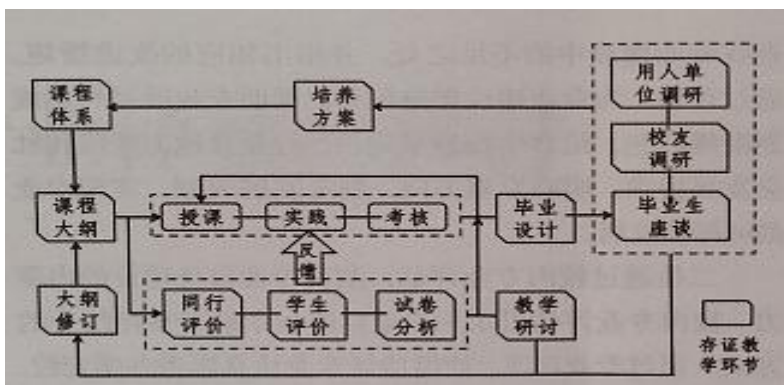 用人单
位调研
课程
体系
培养
方案
校友
调研
课程
大纲
授课
实践
考核
毕业
设计
毕业生
座谈
反
馈
大纲
修订
同行
评价
学生
评价
试卷
分析
教学
研讨
存证教
学环节